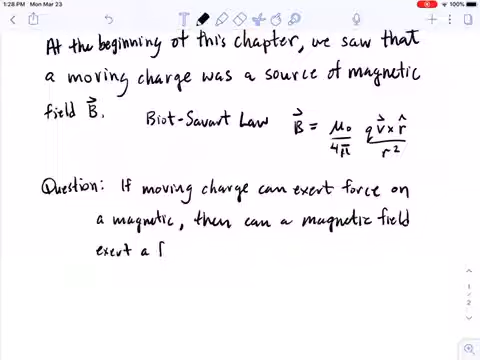 1:28 PM Mon Mar 23
100%
At the beginning of this chapter, we saw that
a moving charge was a source of magnetic
field B⃗. Biot-Savart Law B⃗ = μ₀/4π qv⃗ × r̂/r²
Question: If moving charge can exert force on
a magnetic, then can a magnetic field
exert a f
1
2